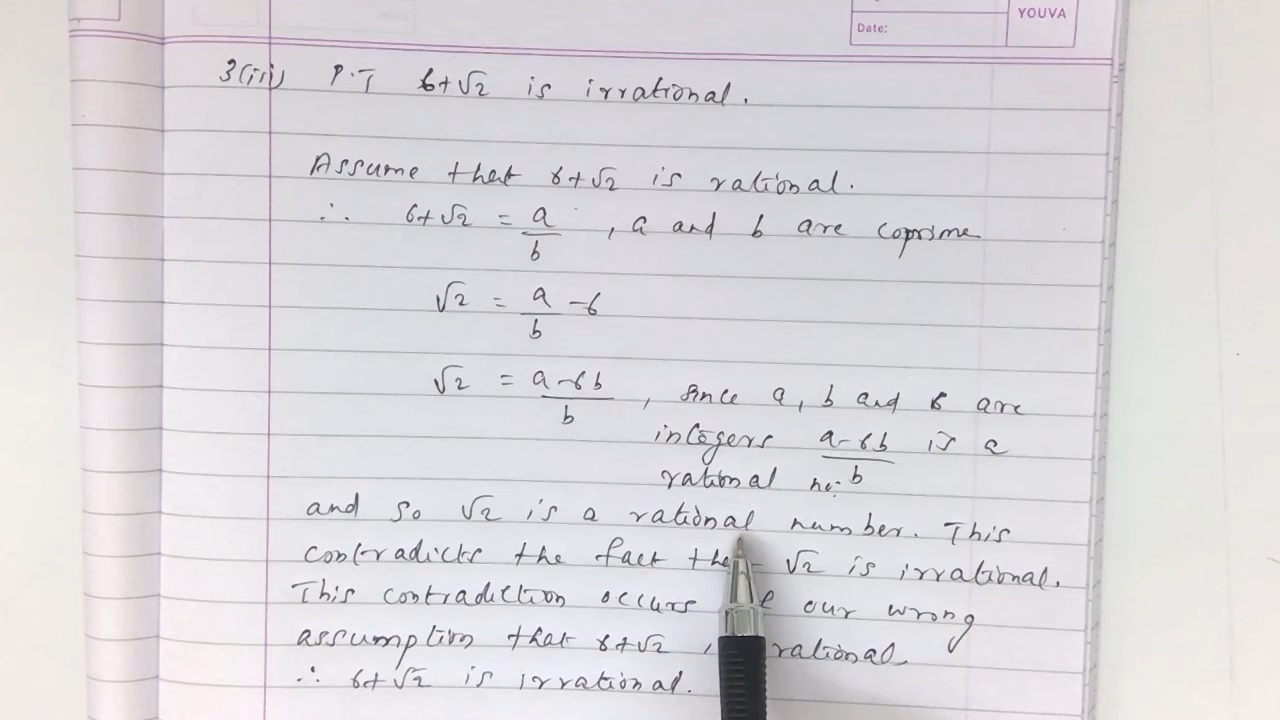 YOUVA
Date:
3(iii) P.T 6+√2 is irrational.
Assume that 6+√2 is rational.
∴ 6+√2 = a/b , a and b are coprime
√2 = a/b - 6
√2 = a-6b/b , since a, b and 6 are
integers a-6b/b is a
rational no:
and so √2 is a rational number. This
contradicts the fact √2 is irrational.
This contradiction occurs our wrong
assumption that 6+√2 rational
∴ 6+√2 is irrational.